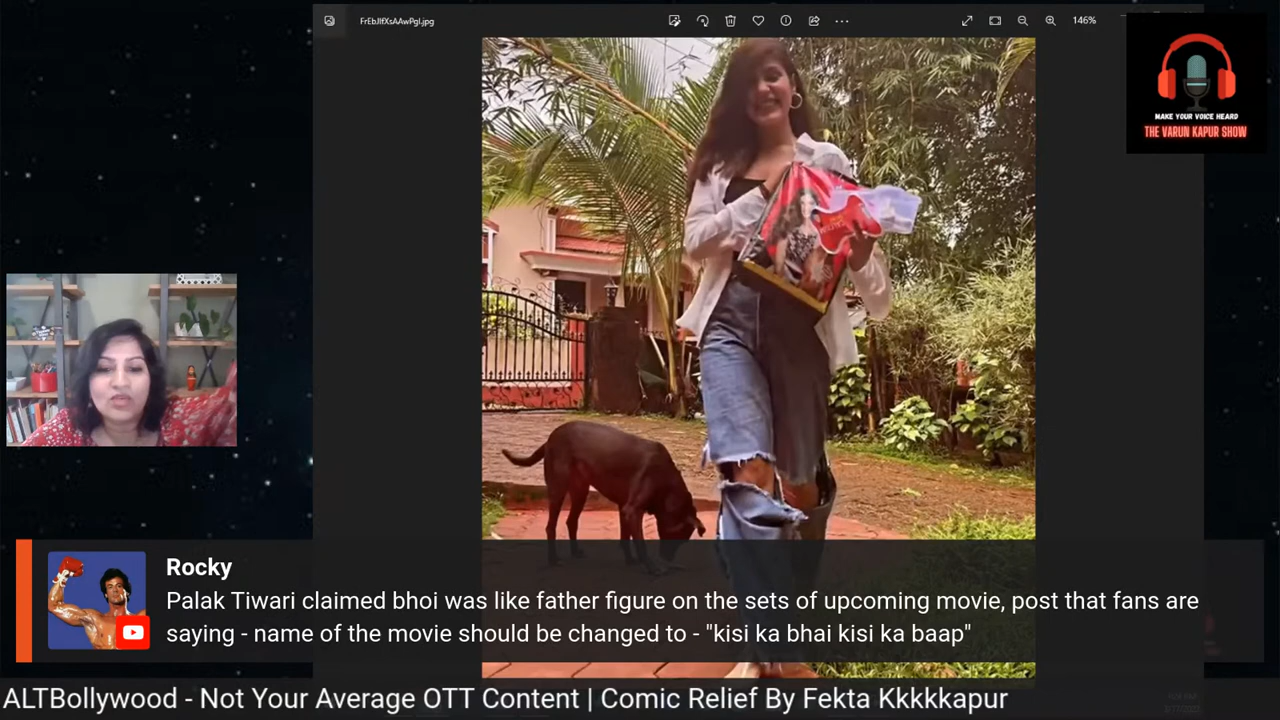 FrEbJlfXsAAwPgl.jpg
146%
MAKE YOUR VOICE HEARD
THE VARUN KAPUR SHOW
Rocky
Palak Tiwari claimed bhoi was like father figure on the sets of upcoming movie, post that fans are
saying - name of the movie should be changed to - "kisi ka bhai kisi ka baap"
ALTBollywood - Not Your Average OTT Content | Comic Relief By Fekta Kkkkkapur